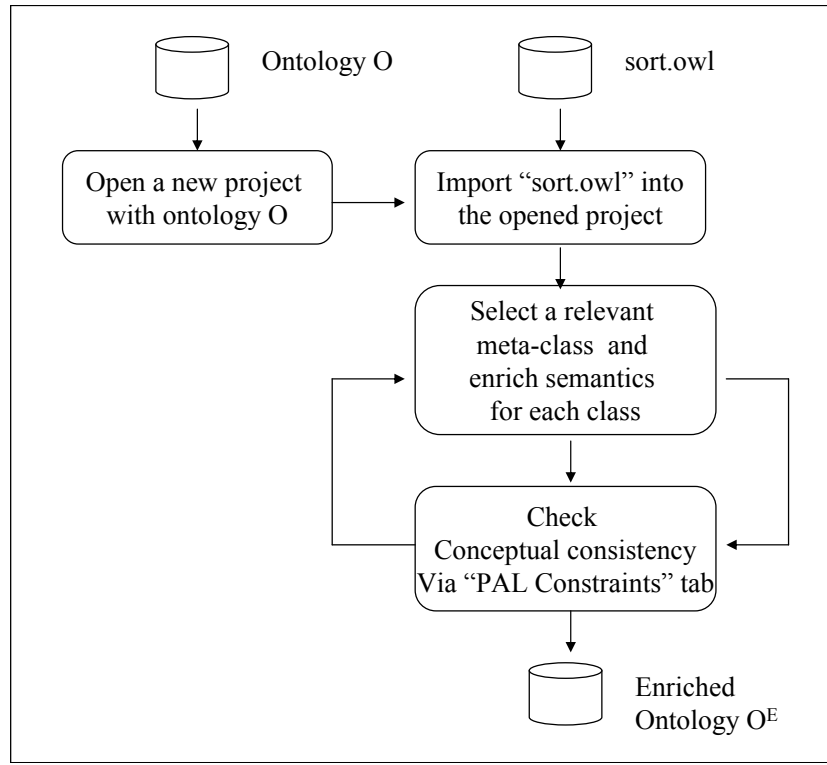 Ontology O
sort.owl
Open a new project
with ontology O
Import “sort.owl” into
the opened project
Select a relevant
meta-class and
enrich semantics
for each class
Check
Conceptual consistency
Via “PAL Constraints” tab
Enriched
Ontology Oᴱ